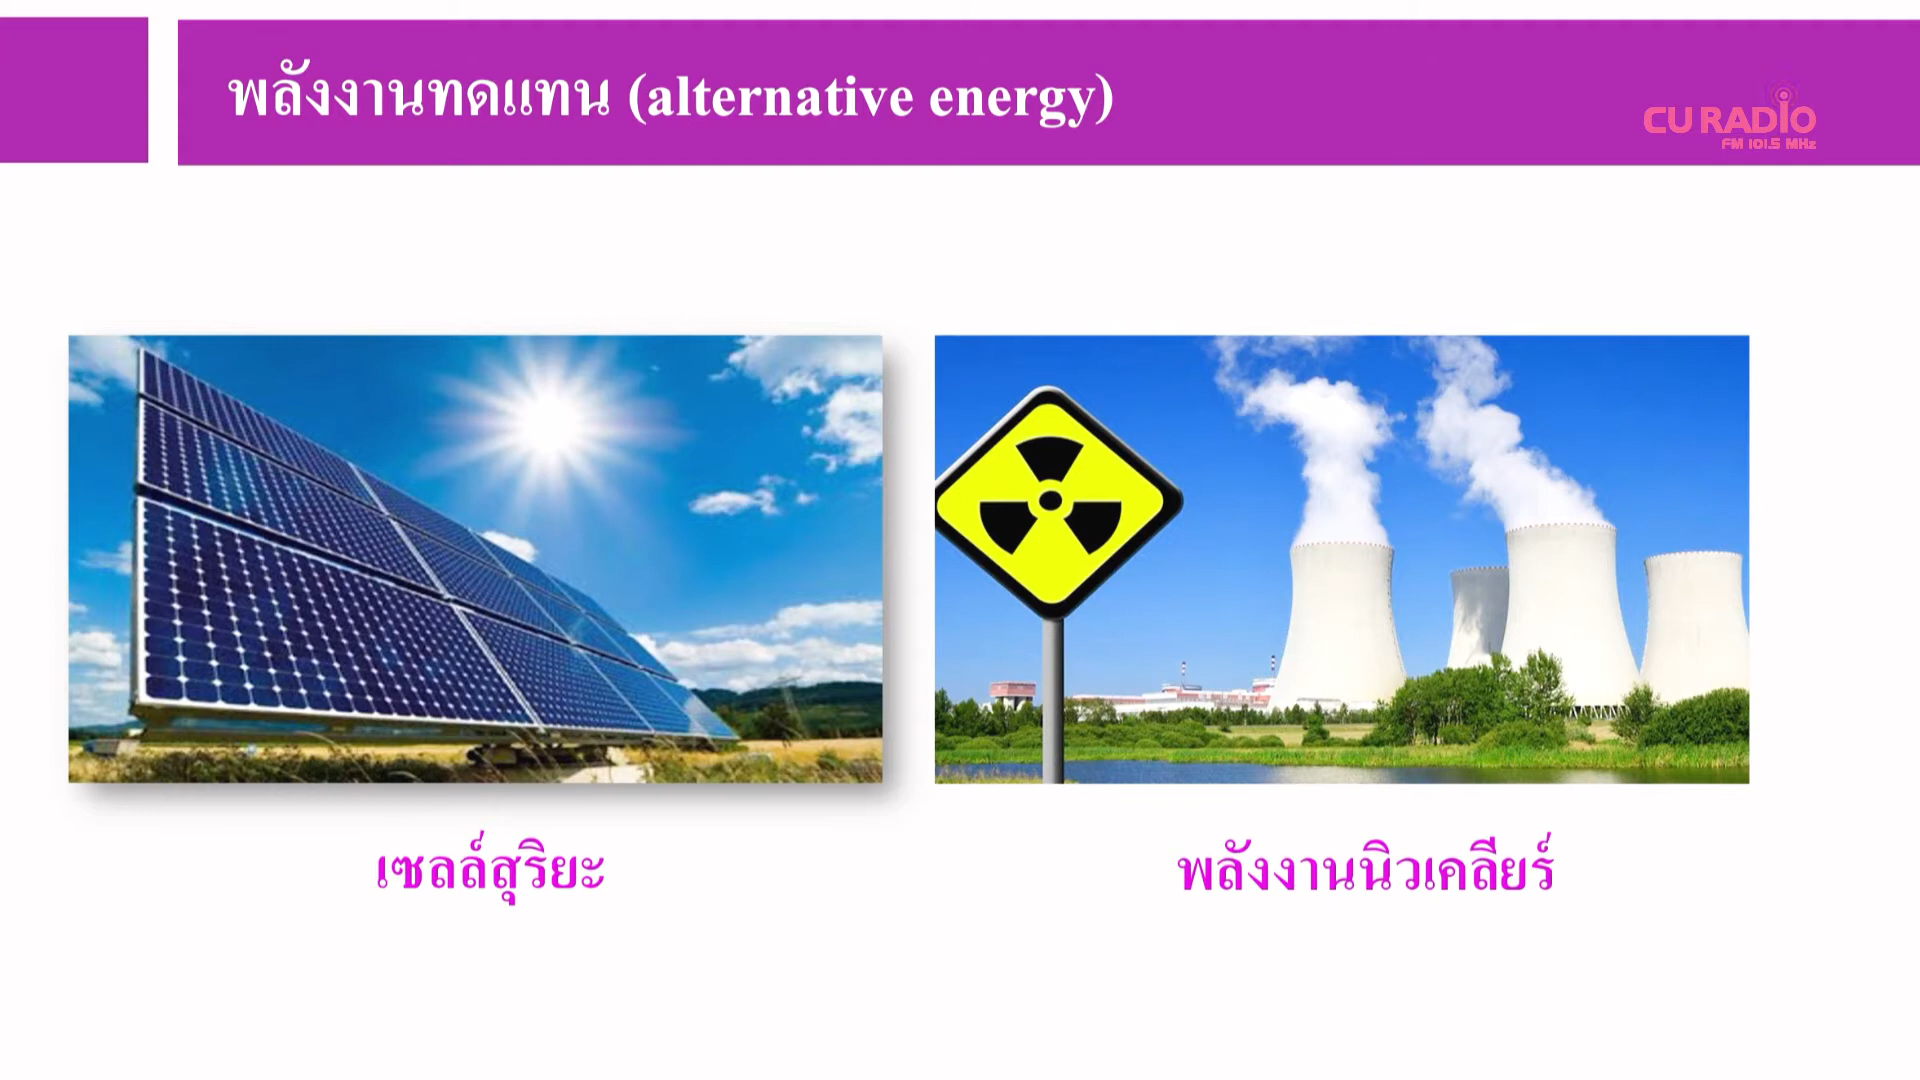 พลังงานทดแทน (alternative energy)
CU RADIO
FM 101.5 MHz
เซลล์สุริยะ
พลังงานนิวเคลียร์